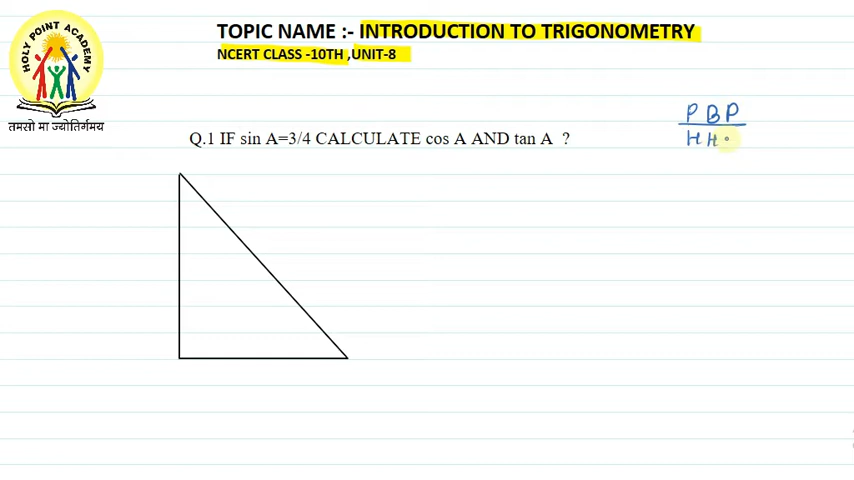 HOLY POINT ACADEMY
तमसो मा ज्योतिर्गमय
TOPIC NAME :- INTRODUCTION TO TRIGONOMETRY
NCERT CLASS -10TH ,UNIT-8
P B P
H H
Q.1 IF sin A=3/4 CALCULATE cos A AND tan A ?